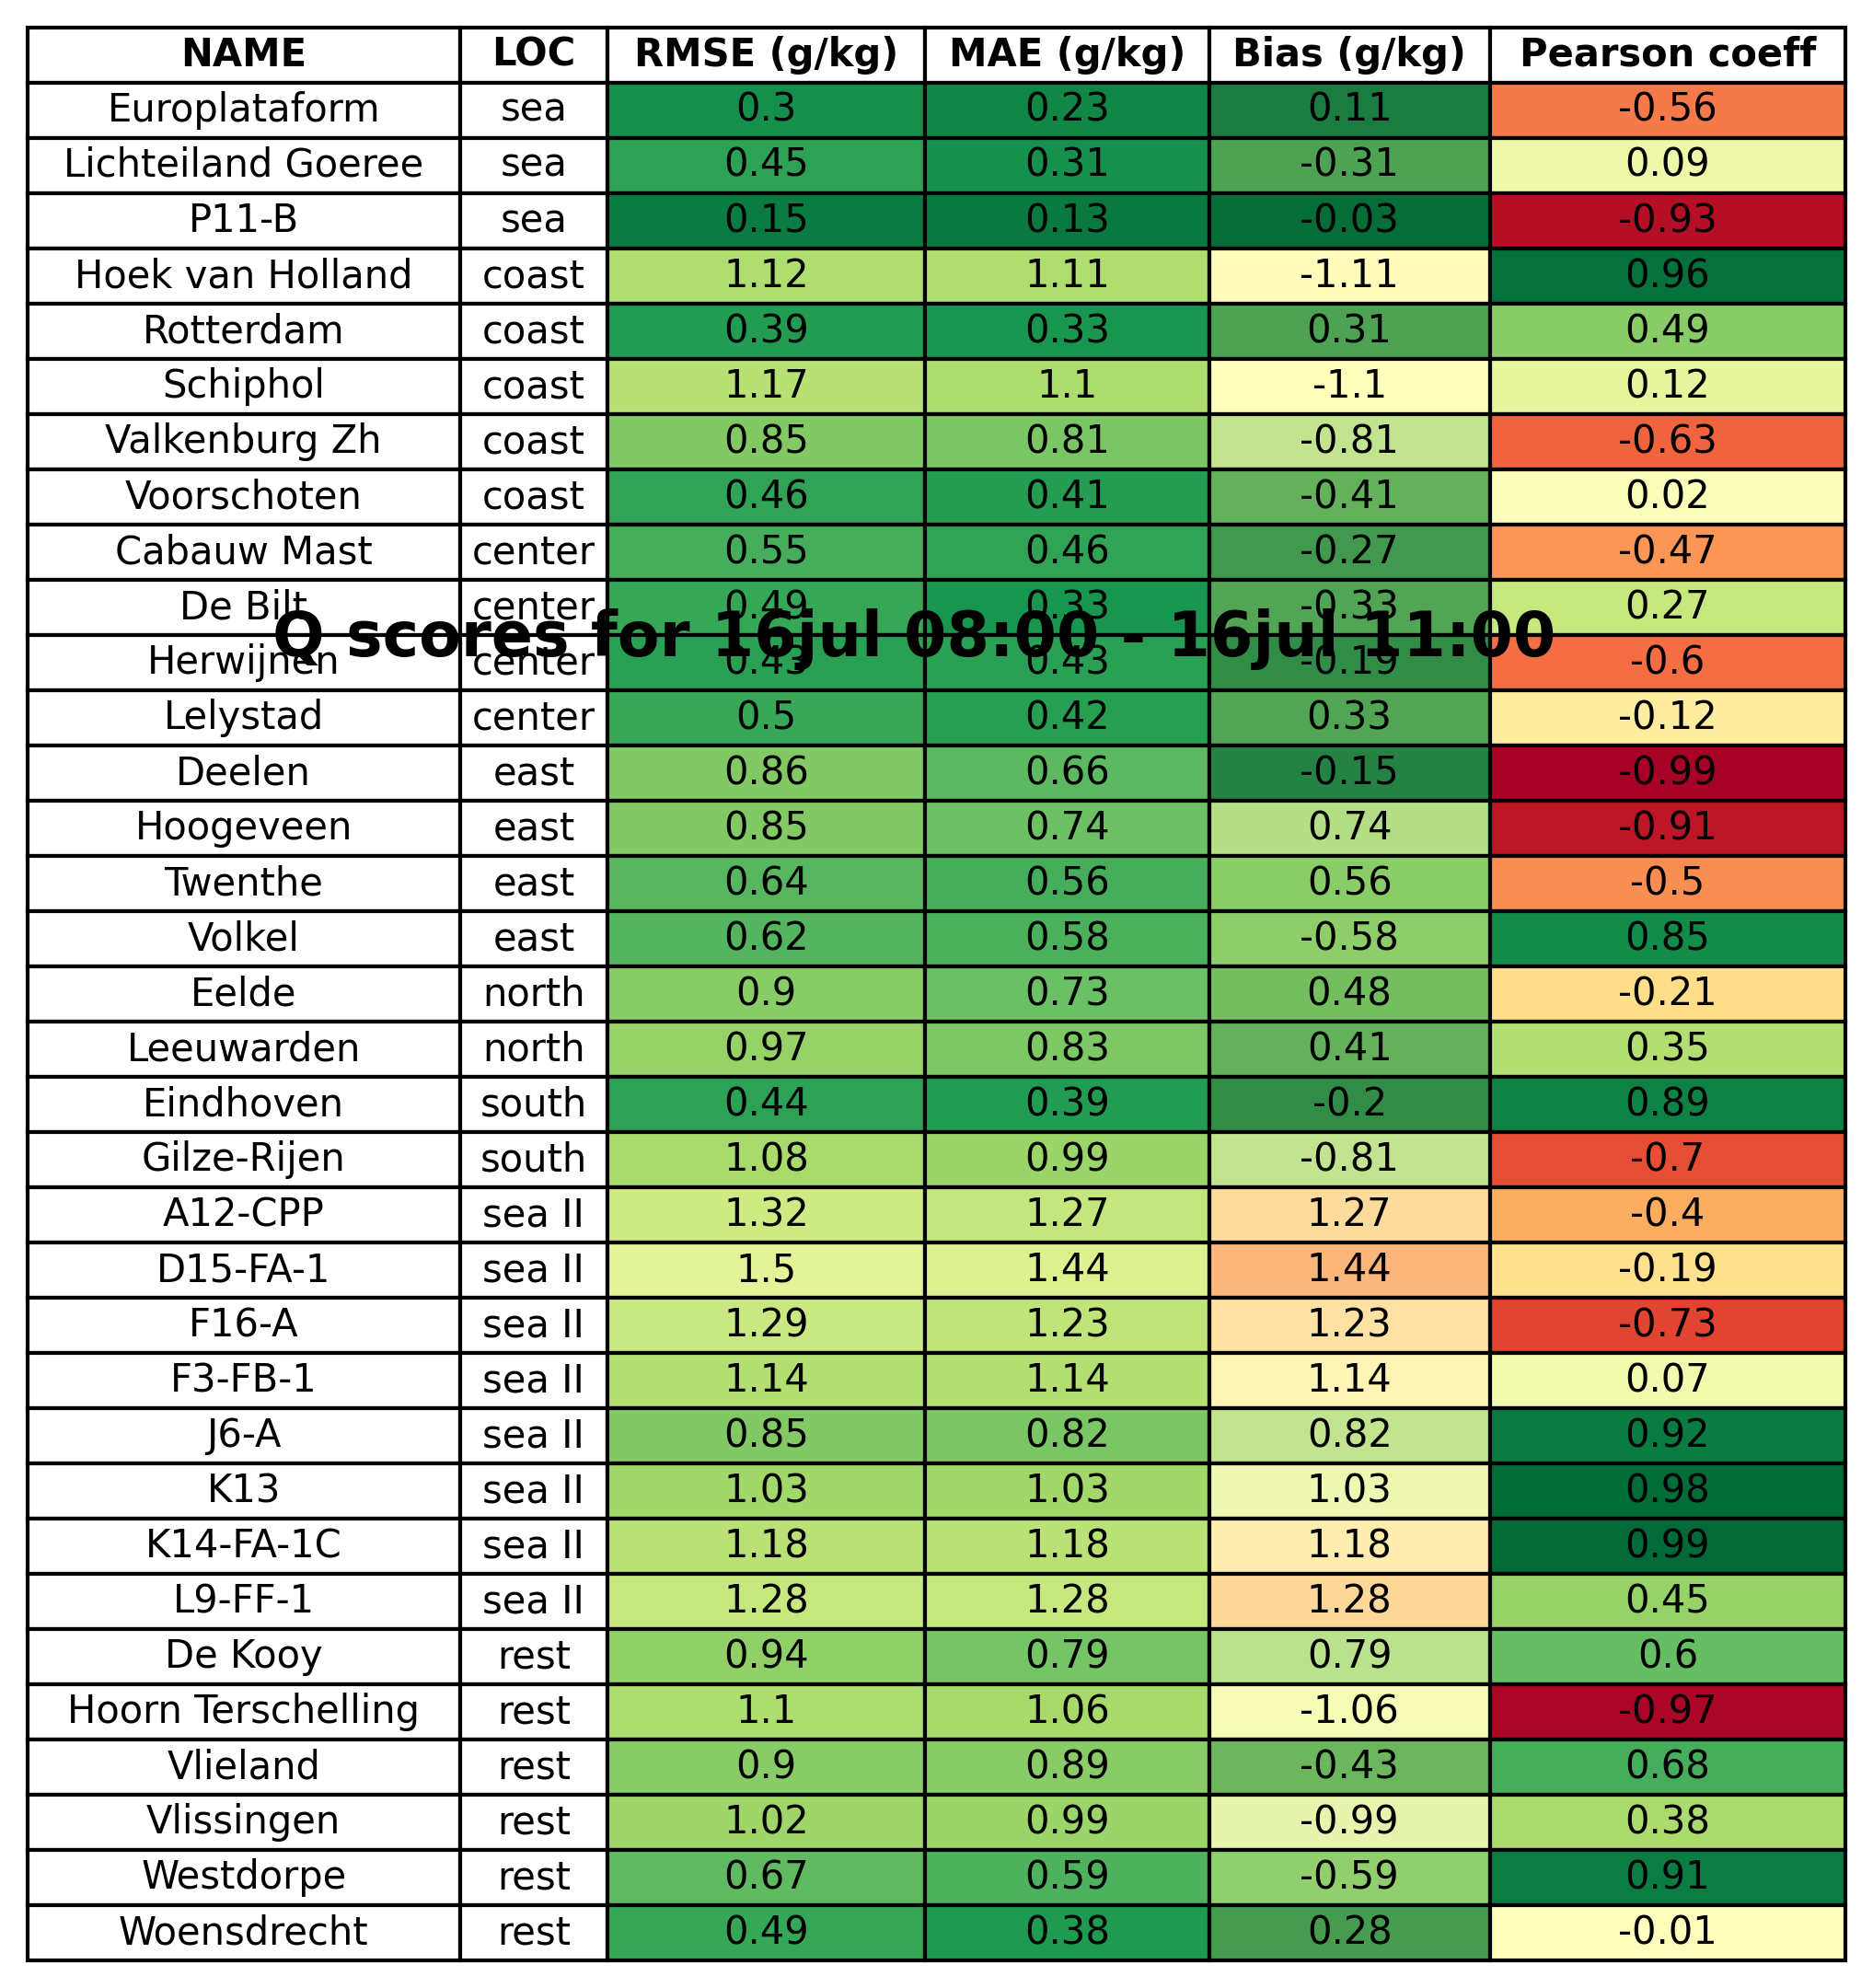 NAME LOC RMSE (g/kg) MAE (g/kg) Bias (g/kg) Pearson coeff
Europlataform sea 0.3 0.23 0.11 -0.56
Lichteiland Goeree sea 0.45 0.31 -0.31 0.09
P11-B sea 0.15 0.13 -0.03 -0.93
Hoek van Holland coast 1.12 1.11 -1.11 0.96
Rotterdam coast 0.39 0.33 0.31 0.49
Schiphol coast 1.17 1.1 -1.1 0.12
Valkenburg Zh coast 0.85 0.81 -0.81 -0.63
Voorschoten coast 0.46 0.41 -0.41 0.02
Cabauw Mast center 0.55 0.46 -0.27 -0.47
De Bilt center 0.49 0.33 -0.33 0.27
Q scores for 16jul 08:00 - 16jul 11:00
Herwijnen center 0.43 0.43 -0.19 -0.6
Lelystad center 0.5 0.42 0.33 -0.12
Deelen east 0.86 0.66 -0.15 -0.99
Hoogeveen east 0.85 0.74 0.74 -0.91
Twenthe east 0.64 0.56 0.56 -0.5
Volkel east 0.62 0.58 -0.58 0.85
Eelde north 0.9 0.73 0.48 -0.21
Leeuwarden north 0.97 0.83 0.41 0.35
Eindhoven south 0.44 0.39 -0.2 0.89
Gilze-Rijen south 1.08 0.99 -0.81 -0.7
A12-CPP sea II 1.32 1.27 1.27 -0.4
D15-FA-1 sea II 1.5 1.44 1.44 -0.19
F16-A sea II 1.29 1.23 1.23 -0.73
F3-FB-1 sea II 1.14 1.14 1.14 0.07
J6-A sea II 0.85 0.82 0.82 0.92
K13 sea II 1.03 1.03 1.03 0.98
K14-FA-1C sea II 1.18 1.18 1.18 0.99
L9-FF-1 sea II 1.28 1.28 1.28 0.45
De Kooy rest 0.94 0.79 0.79 0.6
Hoorn Terschelling rest 1.1 1.06 -1.06 -0.97
Vlieland rest 0.9 0.89 -0.43 0.68
Vlissingen rest 1.02 0.99 -0.99 0.38
Westdorpe rest 0.67 0.59 -0.59 0.91
Woensdrecht rest 0.49 0.38 0.28 -0.01